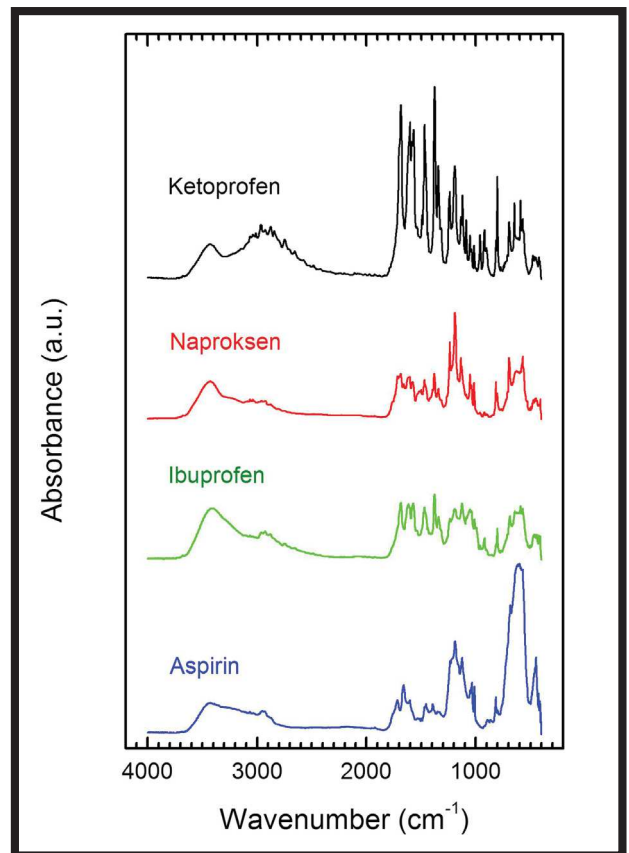 Ketoprofen
Naproksen
Ibuprofen
Aspirin
Absorbance (a.u.)
4000 3000 2000 1000
Wavenumber (cm⁻¹)